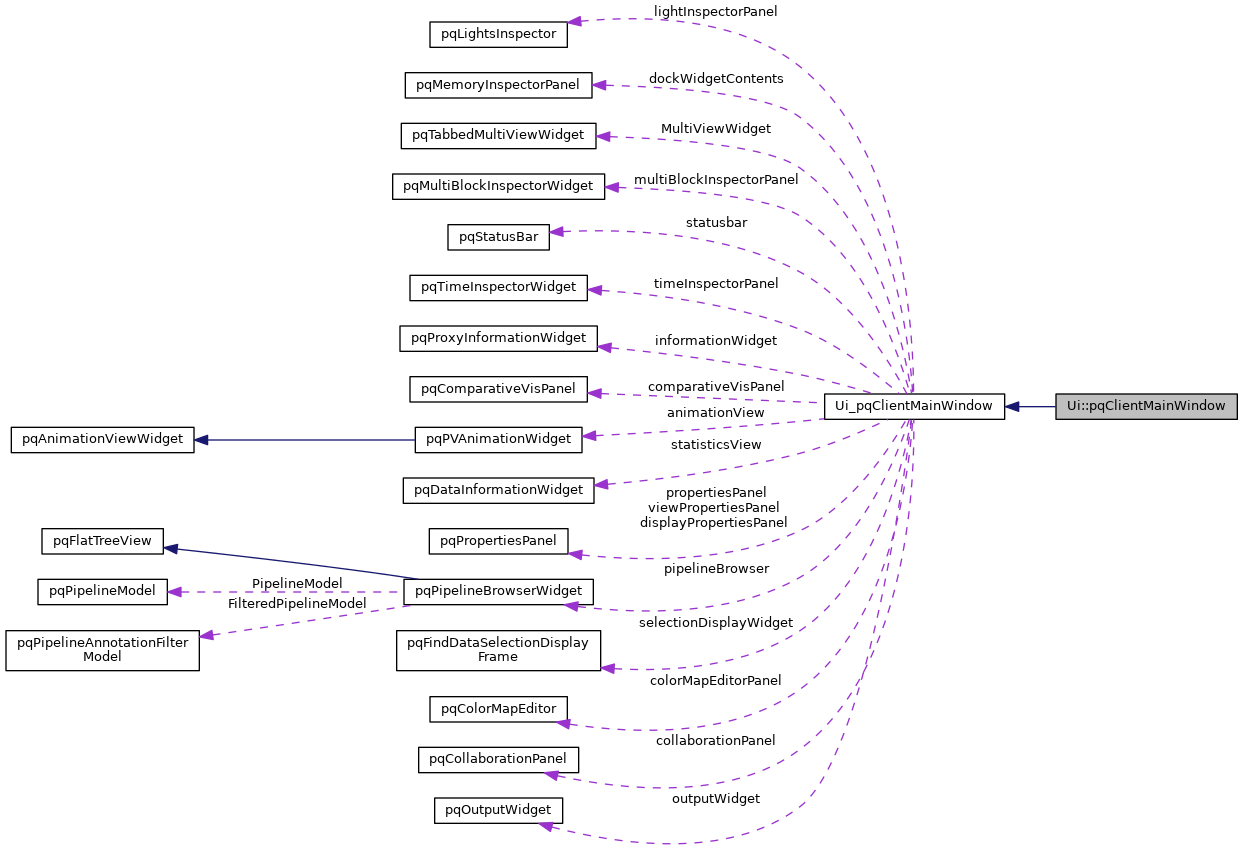 lightInspectorPanel
pqLightsInspector
dockWidgetContents
pqMemoryInspectorPanel
MultiViewWidget
pqTabbedMultiViewWidget
multiBlockInspectorPanel
pqMultiBlockInspectorWidget
statusbar
pqStatusBar
timeInspectorPanel
pqTimeInspectorWidget
informationWidget
pqProxyInformationWidget
comparativeVisPanel
pqComparativeVisPanel
Ui_pqClientMainWindow
Ui::pqClientMainWindow
animationView
pqAnimationViewWidget
pqPVAnimationWidget
statisticsView
pqDataInformationWidget
propertiesPanel
viewPropertiesPanel
displayPropertiesPanel
pqFlatTreeView
pqPropertiesPanel
pipelineBrowser
PipelineModel
pqPipelineModel
pqPipelineBrowserWidget
FilteredPipelineModel
selectionDisplayWidget
pqPipelineAnnotationFilter
Model
pqFindDataSelectionDisplay
Frame
colorMapEditorPanel
pqColorMapEditor
collaborationPanel
pqCollaborationPanel
outputWidget
pqOutputWidget